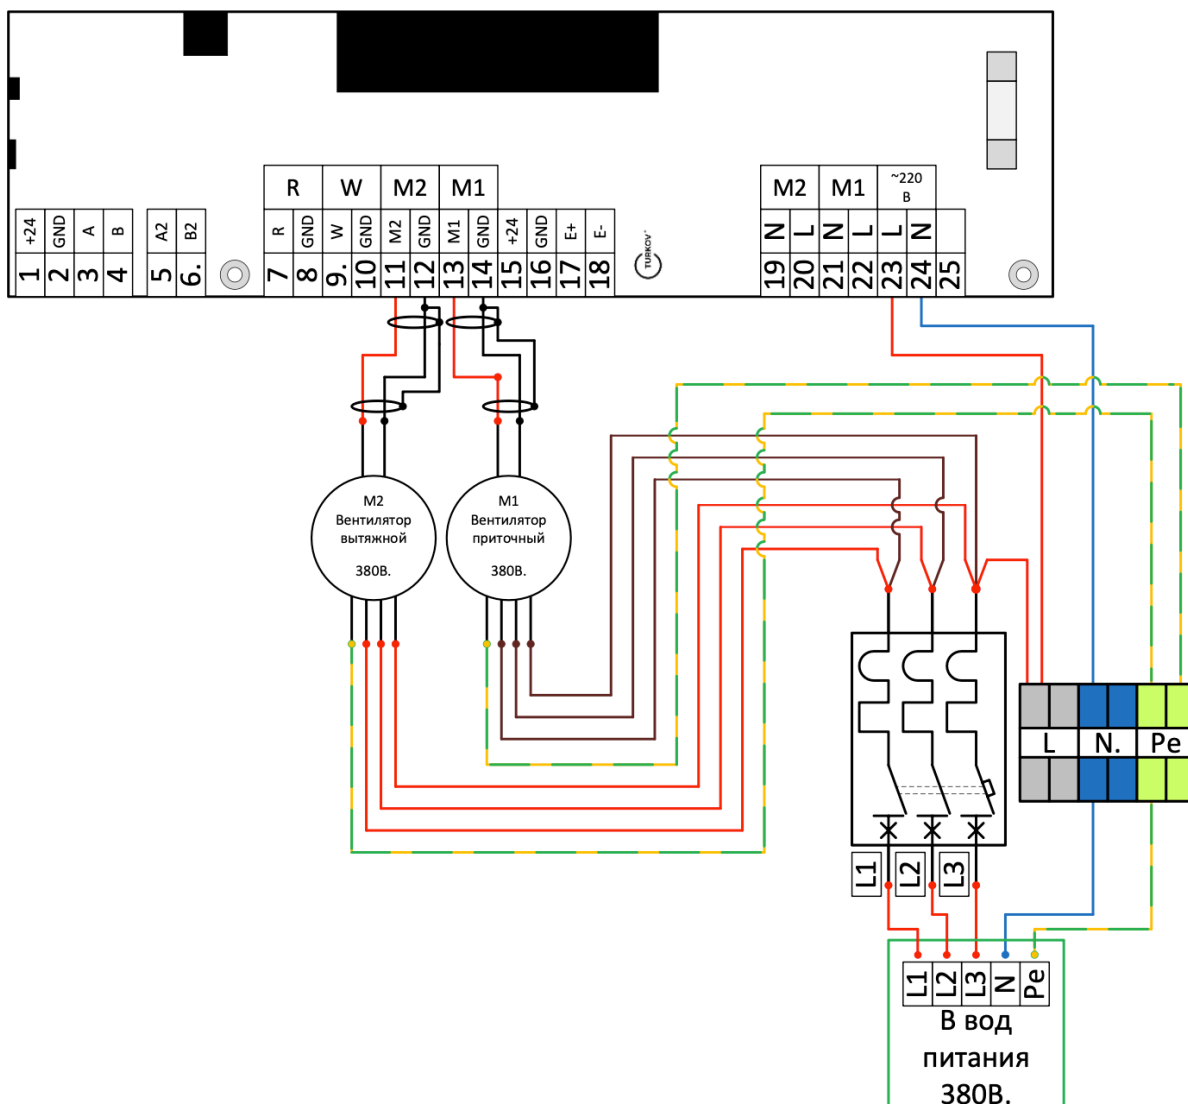 R W M2 M1
M2 M1 ~220
В
+24 GND A B A2 B2 R GND W GND M2 GND M1 GND +24 GND E+ E-
N L N L L N
1 2 3 4 5 6. 7 8 9. 10 11 12 13 14 15 16 17 18
19 20 21 22 23 24 25
TURKOV
M2
Вентилятор
вытяжной
380В.
M1
Вентилятор
приточный
380В.
L N. Pe
L1 L2 L3
L1 L2 L3 N Pe
В вод
питания
380В.